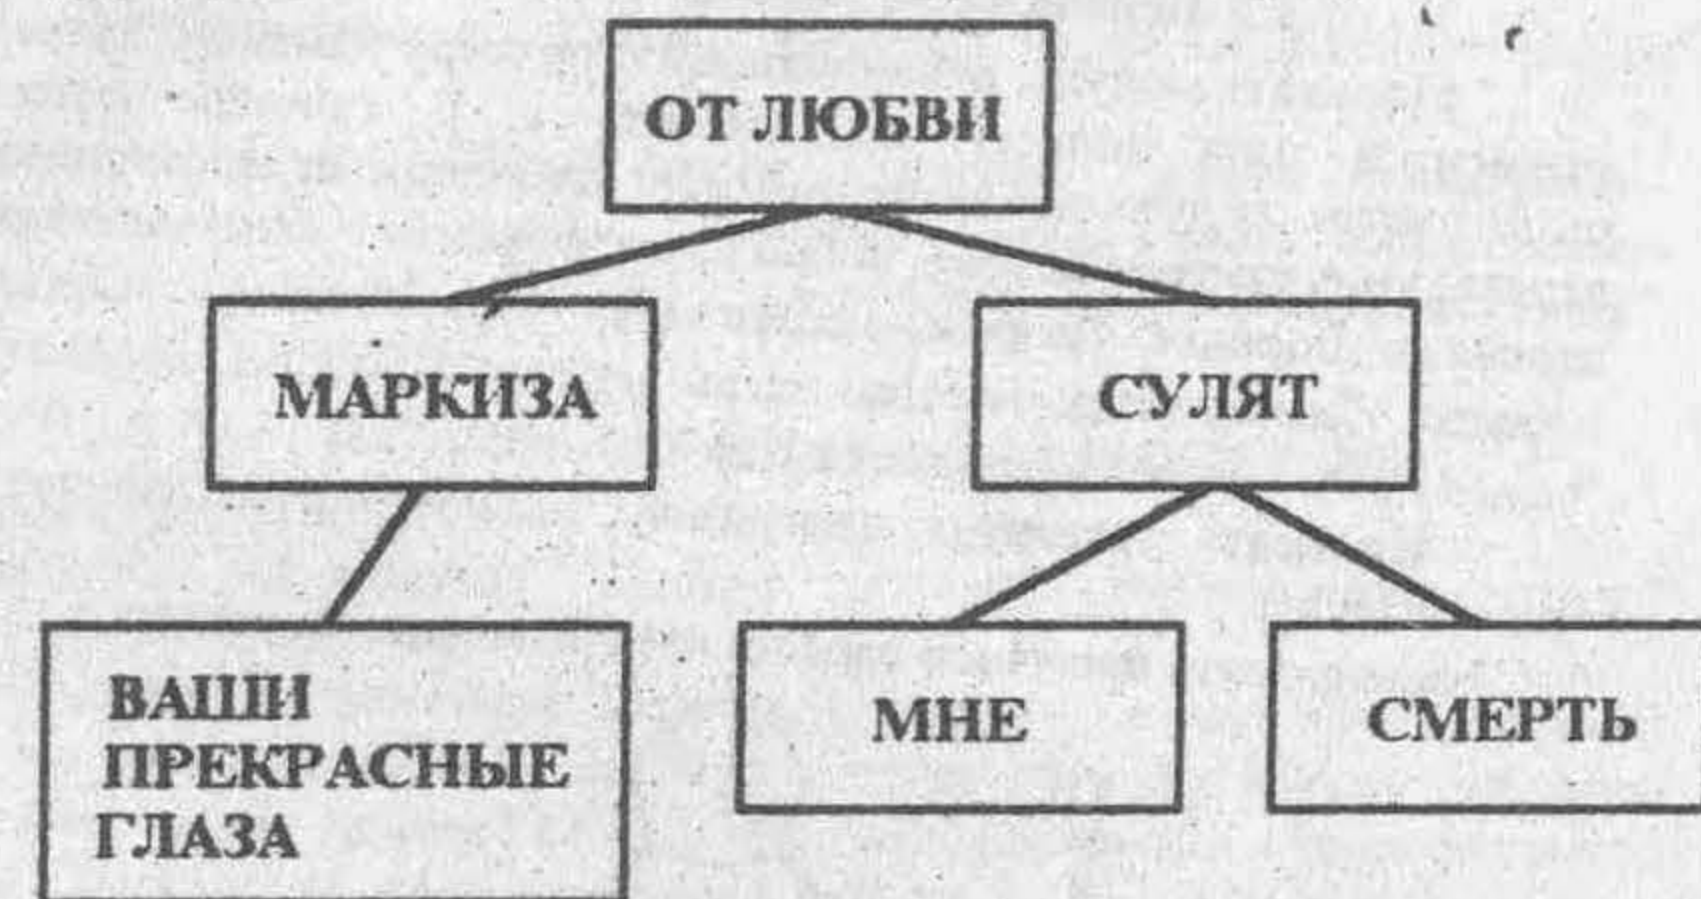 ОТ ЛЮБВИ
МАРКИЗА
СУЛЯТ
ВАШИ
ПРЕКРАСНЫЕ
ГЛАЗА
МНЕ
СМЕРТЬ